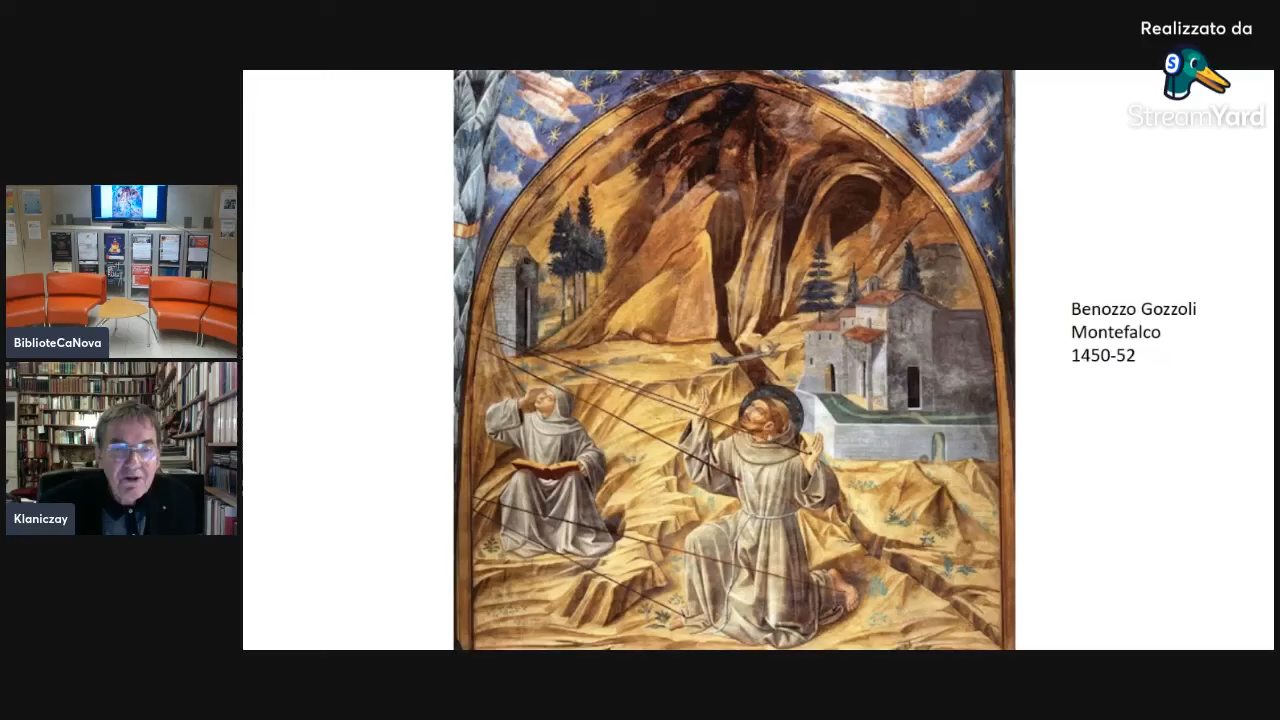 Realizzato da
S
StreamYard
BiblioteCaNova
Klaniczay
Benozzo Gozzoli
Montefalco
1450-52